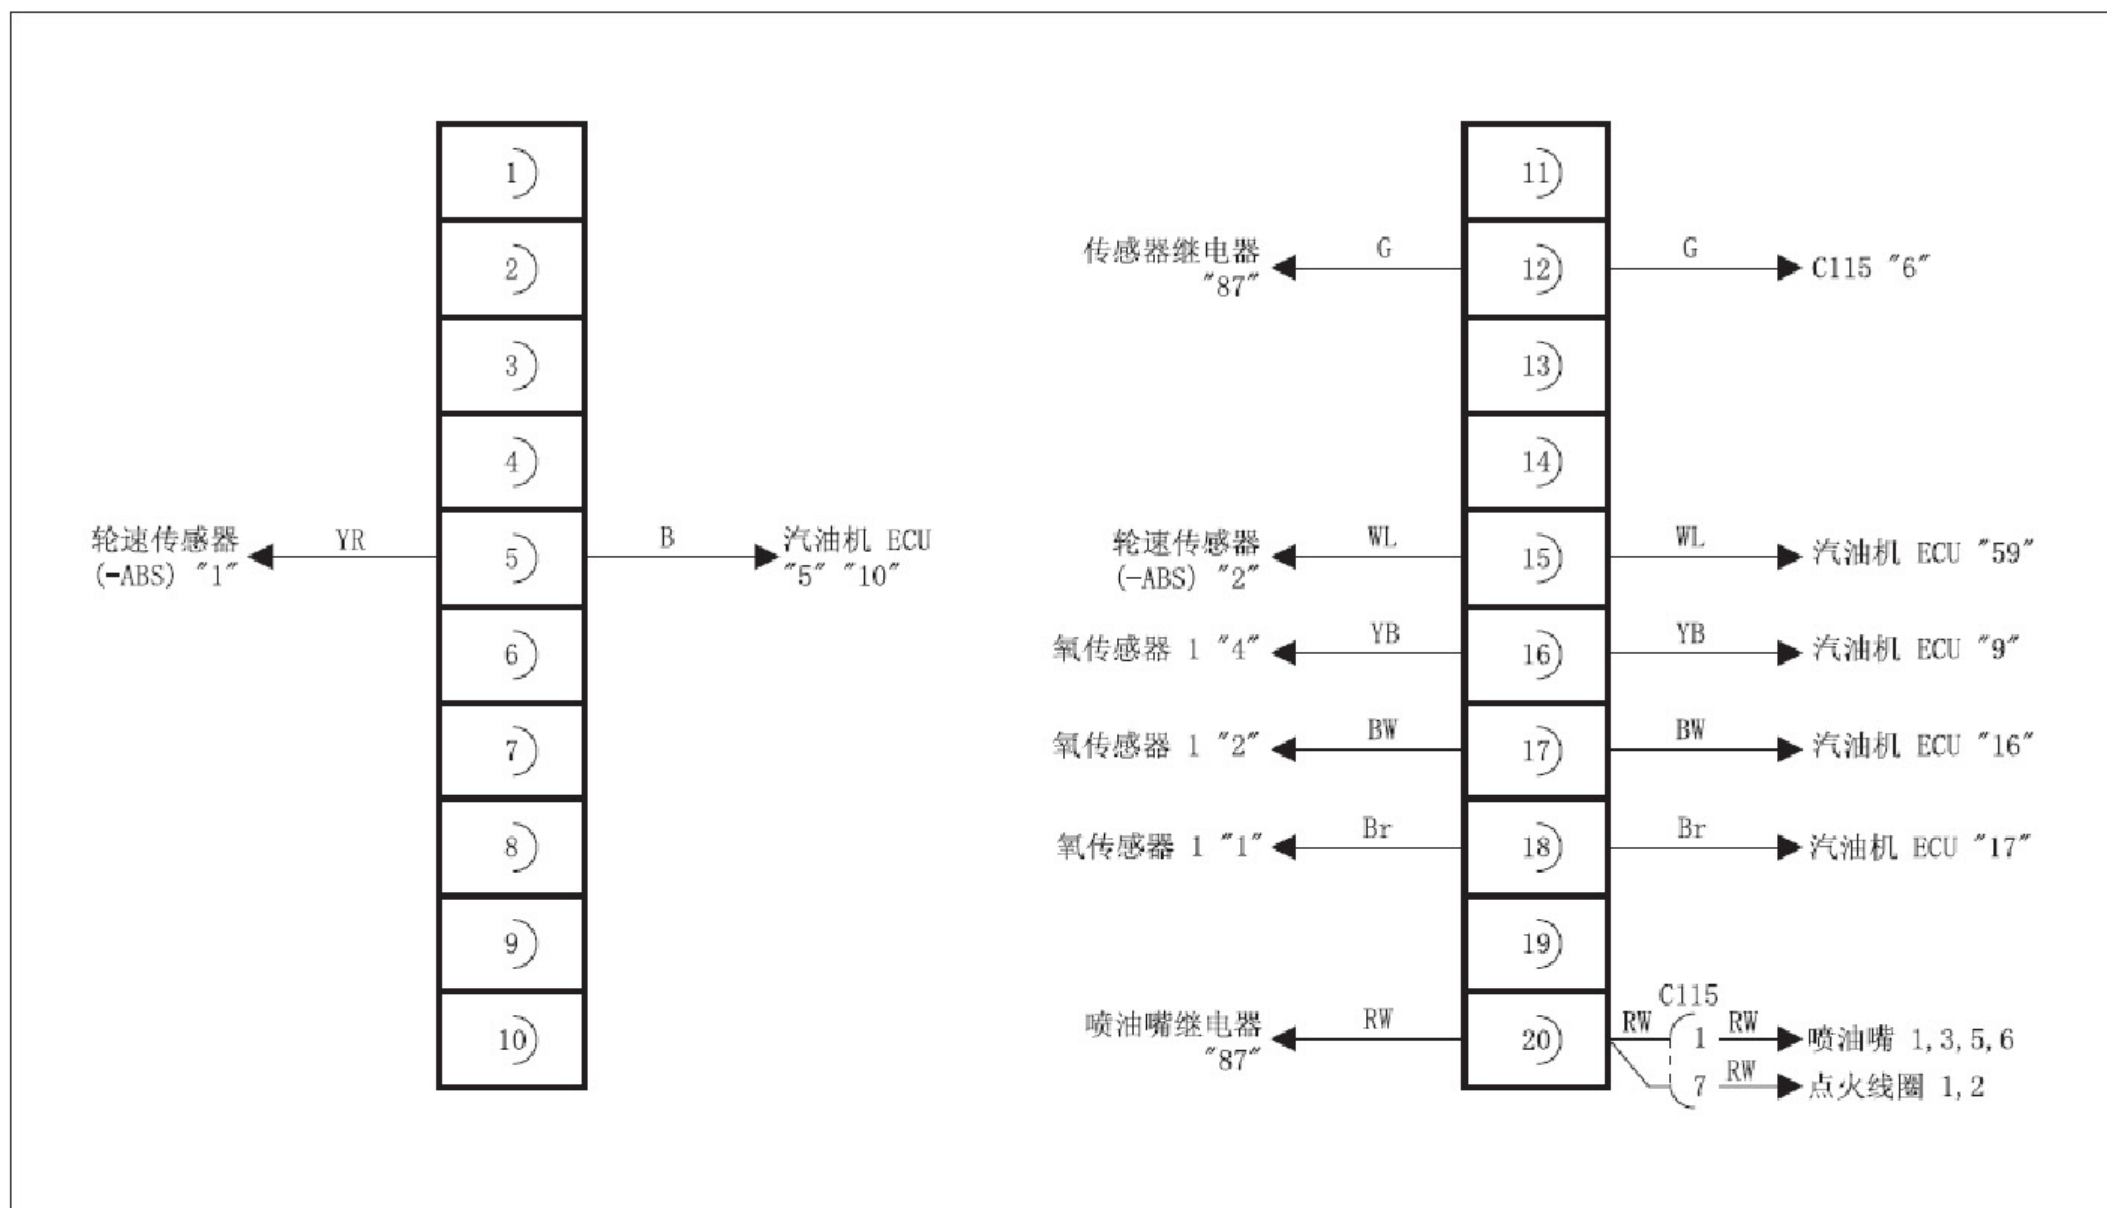 1
2
3
4
轮速传感器
(-ABS) "1"
YR
5
B
汽油机 ECU
"5" "10"
6
7
8
9
10
11
传感器继电器
"87"
G
12
G
C115 "6"
13
14
轮速传感器
(-ABS) "2"
WL
15
WL
汽油机 ECU "59"
氧传感器 1 "4"
YB
16
YB
汽油机 ECU "9"
氧传感器 1 "2"
BW
17
BW
汽油机 ECU "16"
氧传感器 1 "1"
Br
18
Br
汽油机 ECU "17"
19
喷油嘴继电器
"87"
RW
20
C115
RW
1
RW
喷油嘴 1,3,5,6
7
RW
点火线圈 1,2